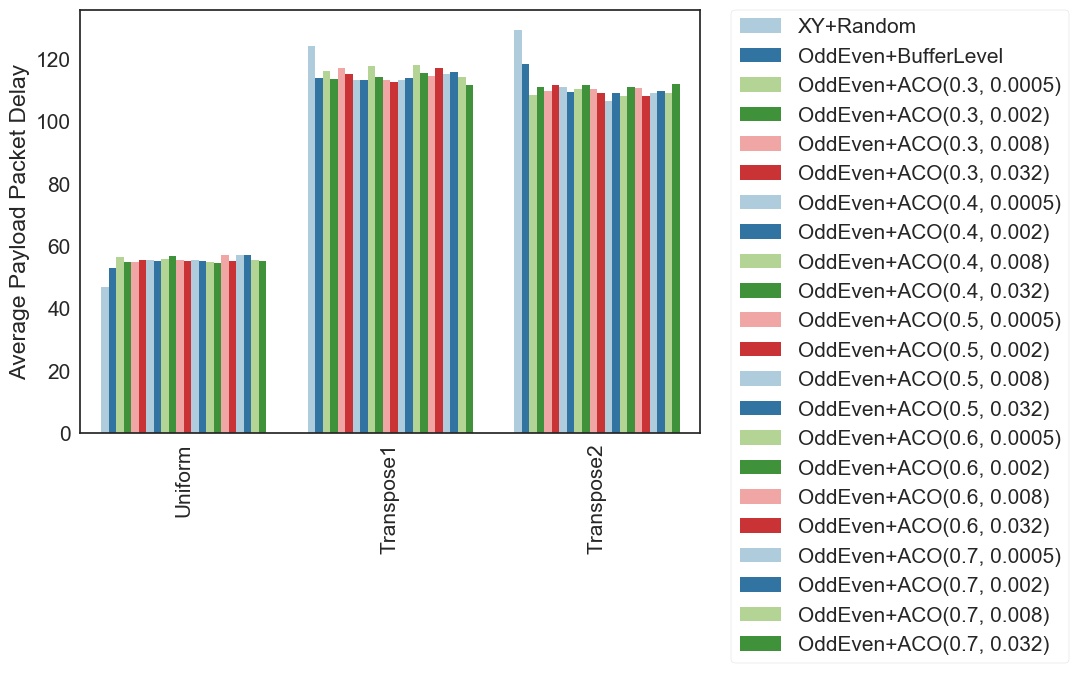 Average Payload Packet Delay
120
100
80
60
40
20
0
Uniform
Transpose1
Transpose2
XY+Random
OddEven+BufferLevel
OddEven+ACO(0.3, 0.0005)
OddEven+ACO(0.3, 0.002)
OddEven+ACO(0.3, 0.008)
OddEven+ACO(0.3, 0.032)
OddEven+ACO(0.4, 0.0005)
OddEven+ACO(0.4, 0.002)
OddEven+ACO(0.4, 0.008)
OddEven+ACO(0.4, 0.032)
OddEven+ACO(0.5, 0.0005)
OddEven+ACO(0.5, 0.002)
OddEven+ACO(0.5, 0.008)
OddEven+ACO(0.5, 0.032)
OddEven+ACO(0.6, 0.0005)
OddEven+ACO(0.6, 0.002)
OddEven+ACO(0.6, 0.008)
OddEven+ACO(0.6, 0.032)
OddEven+ACO(0.7, 0.0005)
OddEven+ACO(0.7, 0.002)
OddEven+ACO(0.7, 0.008)
OddEven+ACO(0.7, 0.032)